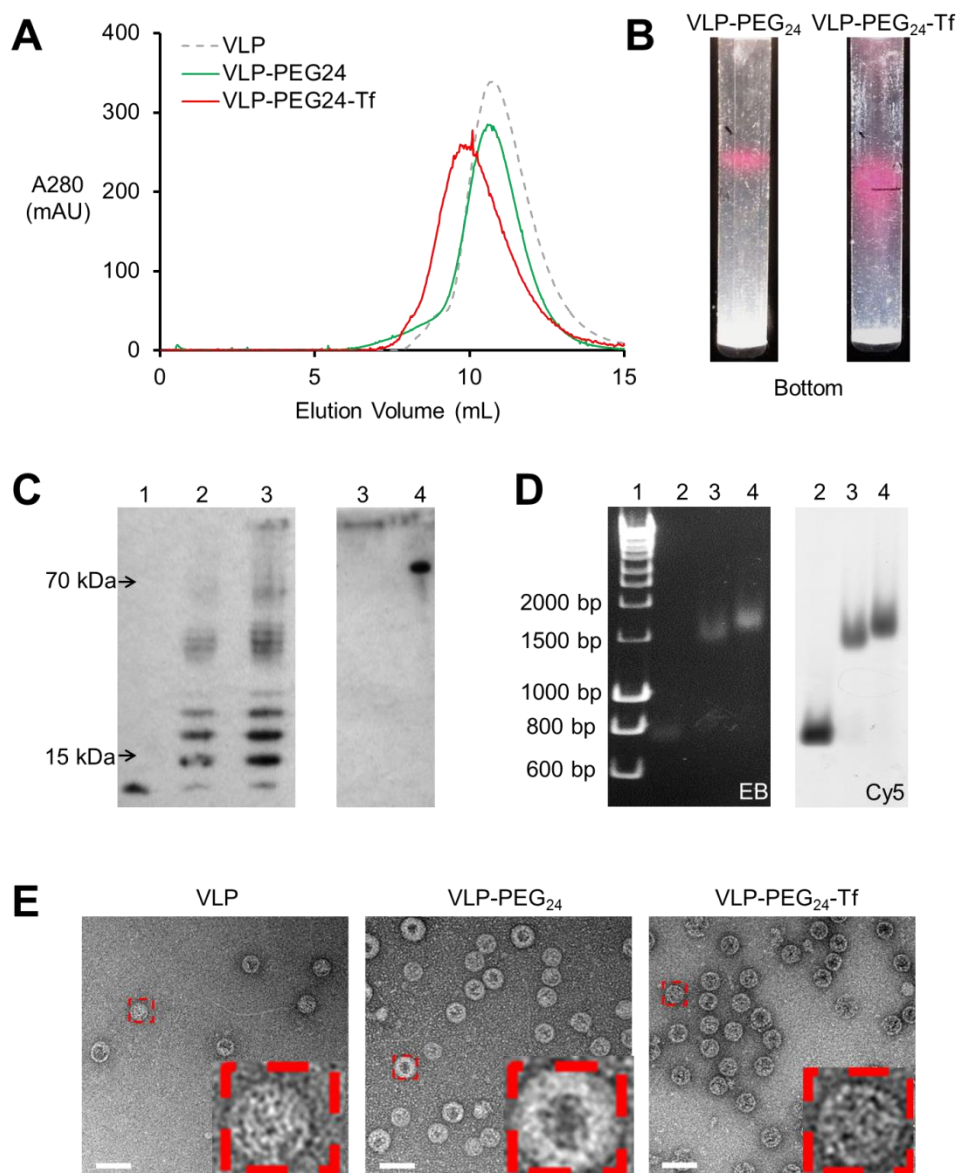 A
400
300
A280
200
(mAU)
100
0
0 5 10 15
Elution Volume (mL)
VLP
VLP-PEG24
VLP-PEG24-Tf
B
VLP-PEG₂₄ VLP-PEG₂₄-Tf
Bottom
C
1 2 3 3 4
70 kDa→
15 kDa→
D
1 2 3 4 2 3 4
2000 bp
1500 bp
1000 bp
800 bp
600 bp
EB
Cy5
E
VLP VLP-PEG₂₄ VLP-PEG₂₄-Tf